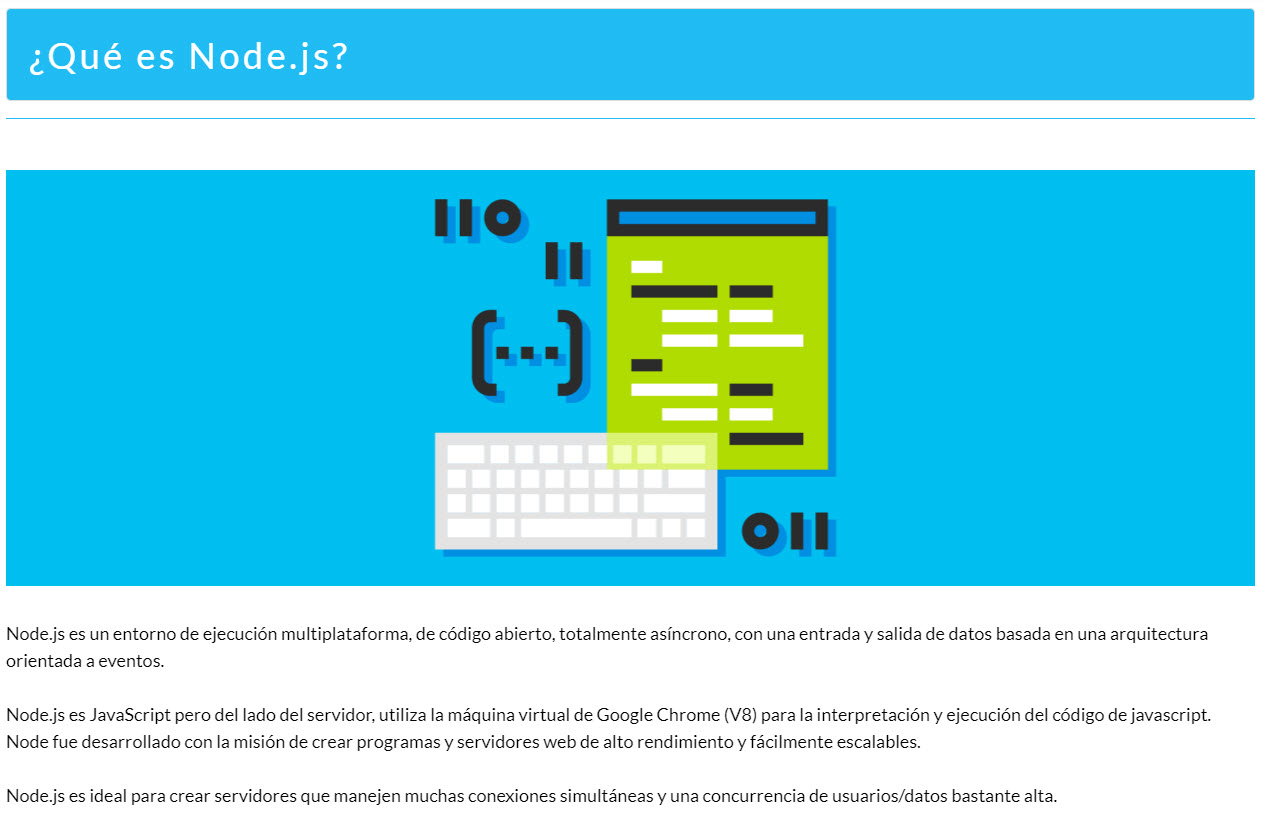 ¿Qué es Node.js?
110
11
{...}
011
Node.js es un entorno de ejecución multiplataforma, de código abierto, totalmente asíncrono, con una entrada y salida de datos basada en una arquitectura
orientada a eventos.
Node.js es JavaScript pero del lado del servidor, utiliza la máquina virtual de Google Chrome (V8) para la interpretación y ejecución del código de javascript.
Node fue desarrollado con la misión de crear programas y servidores web de alto rendimiento y fácilmente escalables.
Node.js es ideal para crear servidores que manejen muchas conexiones simultáneas y una concurrencia de usuarios/datos bastante alta.